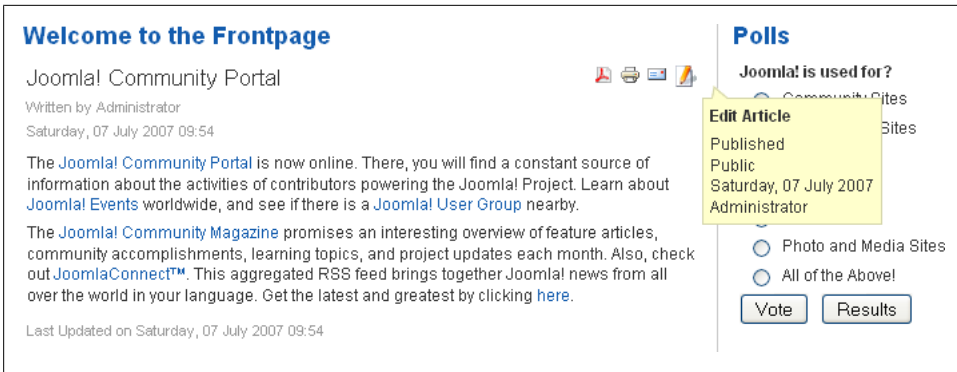 Welcome to the Frontpage
Joomla! Community Portal
Written by Administrator
Saturday, 07 July 2007 09:54
The Joomla! Community Portal is now online. There, you will find a constant source of
information about the activities of contributors powering the Joomla! Project. Learn about
Joomla! Events worldwide, and see if there is a Joomla! User Group nearby.
The Joomla! Community Magazine promises an interesting overview of feature articles,
community accomplishments, learning topics, and project updates each month. Also, check
out JoomlaConnect™. This aggregated RSS feed brings together Joomla! news from all
over the world in your language. Get the latest and greatest by clicking here.
Last Updated on Saturday, 07 July 2007 09:54
Polls
Joomla! is used for?
Community Sites
Sites
Edit Article
Published
Public
Saturday, 07 July 2007
Administrator
Photo and Media Sites
All of the Above!
Vote Results